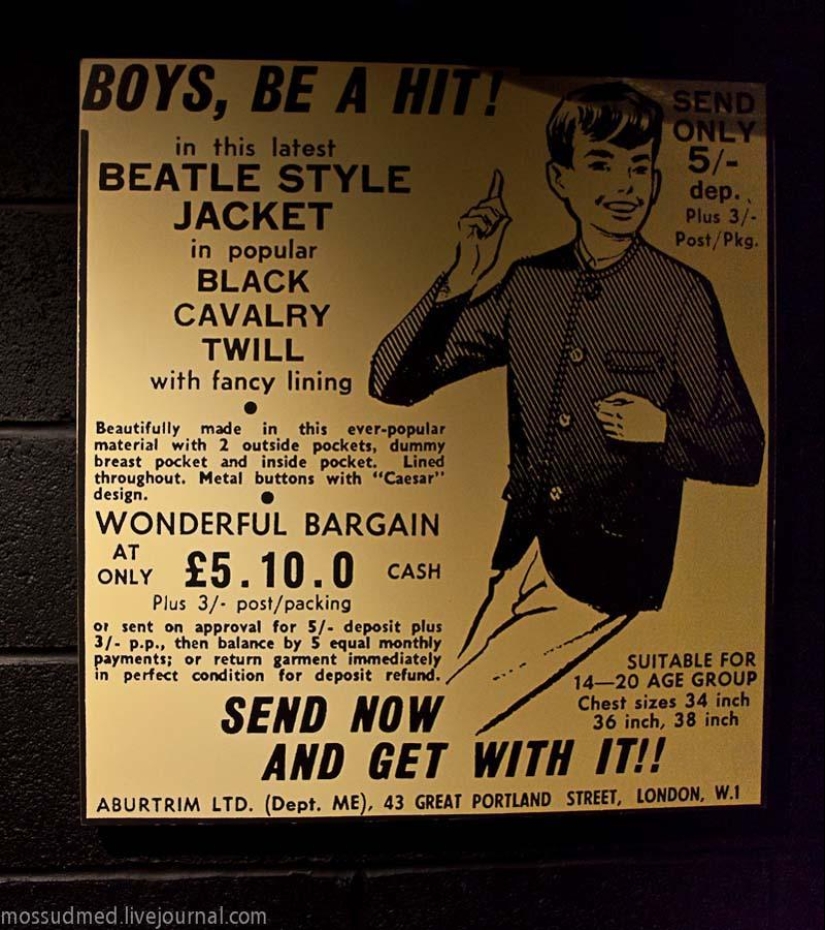 BOYS, BE A HIT!
in this latest
BEATLE STYLE
JACKET
in popular
BLACK
CAVALRY
TWILL
with fancy lining
Beautifully made in this ever-popular
material with 2 outside pockets, dummy
breast pocket and inside pocket. Lined
throughout. Metal buttons with "Caesar"
design.
WONDERFUL BARGAIN
AT
ONLY £5.10.0 CASH
Plus 3/- post/packing
or sent on approval for 5/- deposit plus
3/- p.p., then balance by 5 equal monthly
payments; or return garment immediately
in perfect condition for deposit refund.
SEND
ONLY
5/-
dep.
Plus 3/-
Post/Pkg.
SUITABLE FOR
14—20 AGE GROUP
Chest sizes 34 inch
36 inch, 38 inch
SEND NOW
AND GET WITH IT!!
ABURTRIM LTD. (Dept. ME), 43 GREAT PORTLAND STREET, LONDON, W.1
mossudmed.livejournal.com